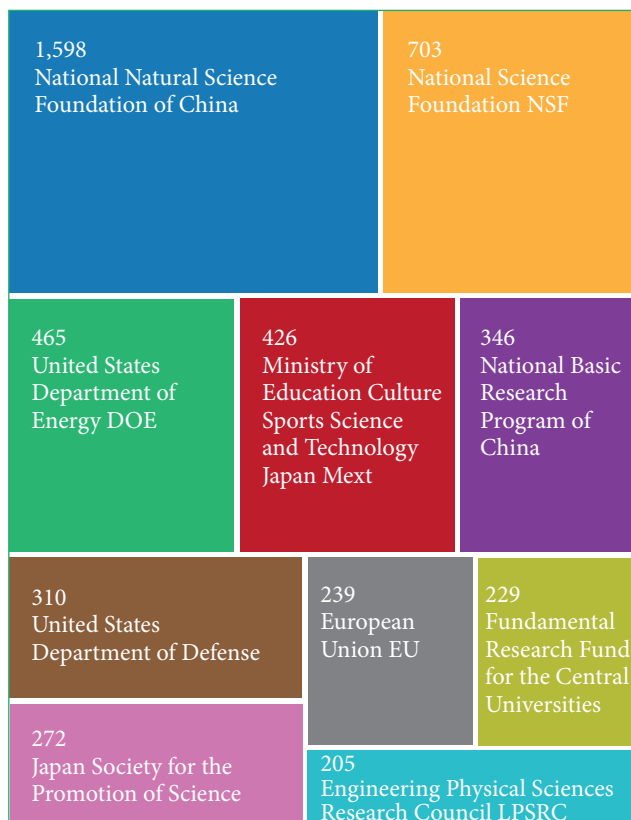 1,598
National Natural Science
Foundation of China
703
National Science
Foundation NSF
465
United States
Department of
Energy DOE
426
Ministry of
Education Culture
Sports Science
and Technology
Japan Mext
346
National Basic
Research
Program of
China
310
United States
Department of Defense
239
European
Union EU
229
Fundamental
Research Fund
for the Central
Universities
272
Japan Society for the
Promotion of Science
205
Engineering Physical Sciences
Research Council LPSRC